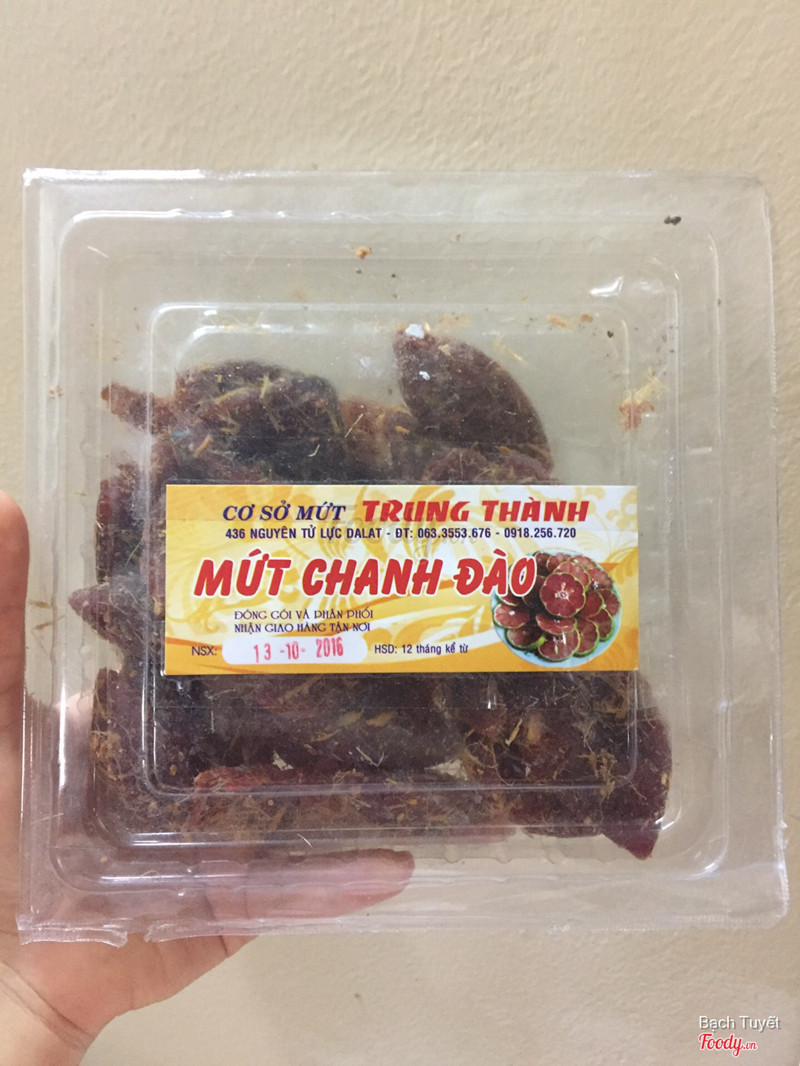 CƠ SỞ MỨT TRUNG THÀNH
436 NGUYÊN TỬ LỰC DALAT - ĐT: 063.3553.676 - 0918.256.720
MỨT CHANH ĐÀO
ĐÓNG GÓI VÀ PHÂN PHỐI
NHẬN GIAO HÀNG TẬN NƠI
NSX: 13 -10- 2016 HSD: 12 tháng kể từ
Bạch Tuyết
Foody.vn